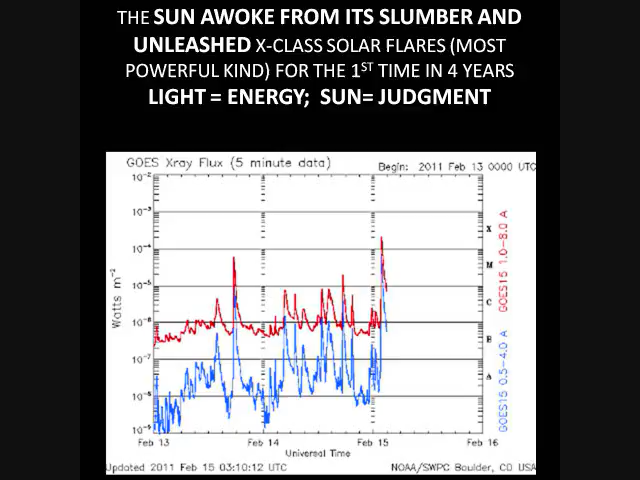 THE SUN AWOKE FROM ITS SLUMBER AND
UNLEASHED X-CLASS SOLAR FLARES (MOST
POWERFUL KIND) FOR THE 1ST TIME IN 4 YEARS
LIGHT = ENERGY; SUN= JUDGMENT
GOES Xray Flux (5 minute data)
Begin: 2011 Feb 13 0000 UTC
10-2
10-3
10-4
10-5
10-6
10-7
10-8
10-9
Watts m-2
X
M
C
B
A
GOES15 1.0-8.0 A
GOES15 0.5-4.0 A
Feb 13
Feb 14
Feb 15
Feb 16
Universal Time
Updated 2011 Feb 15 03:10:12 UTC
NOAA/SWPC Boulder, CO USA